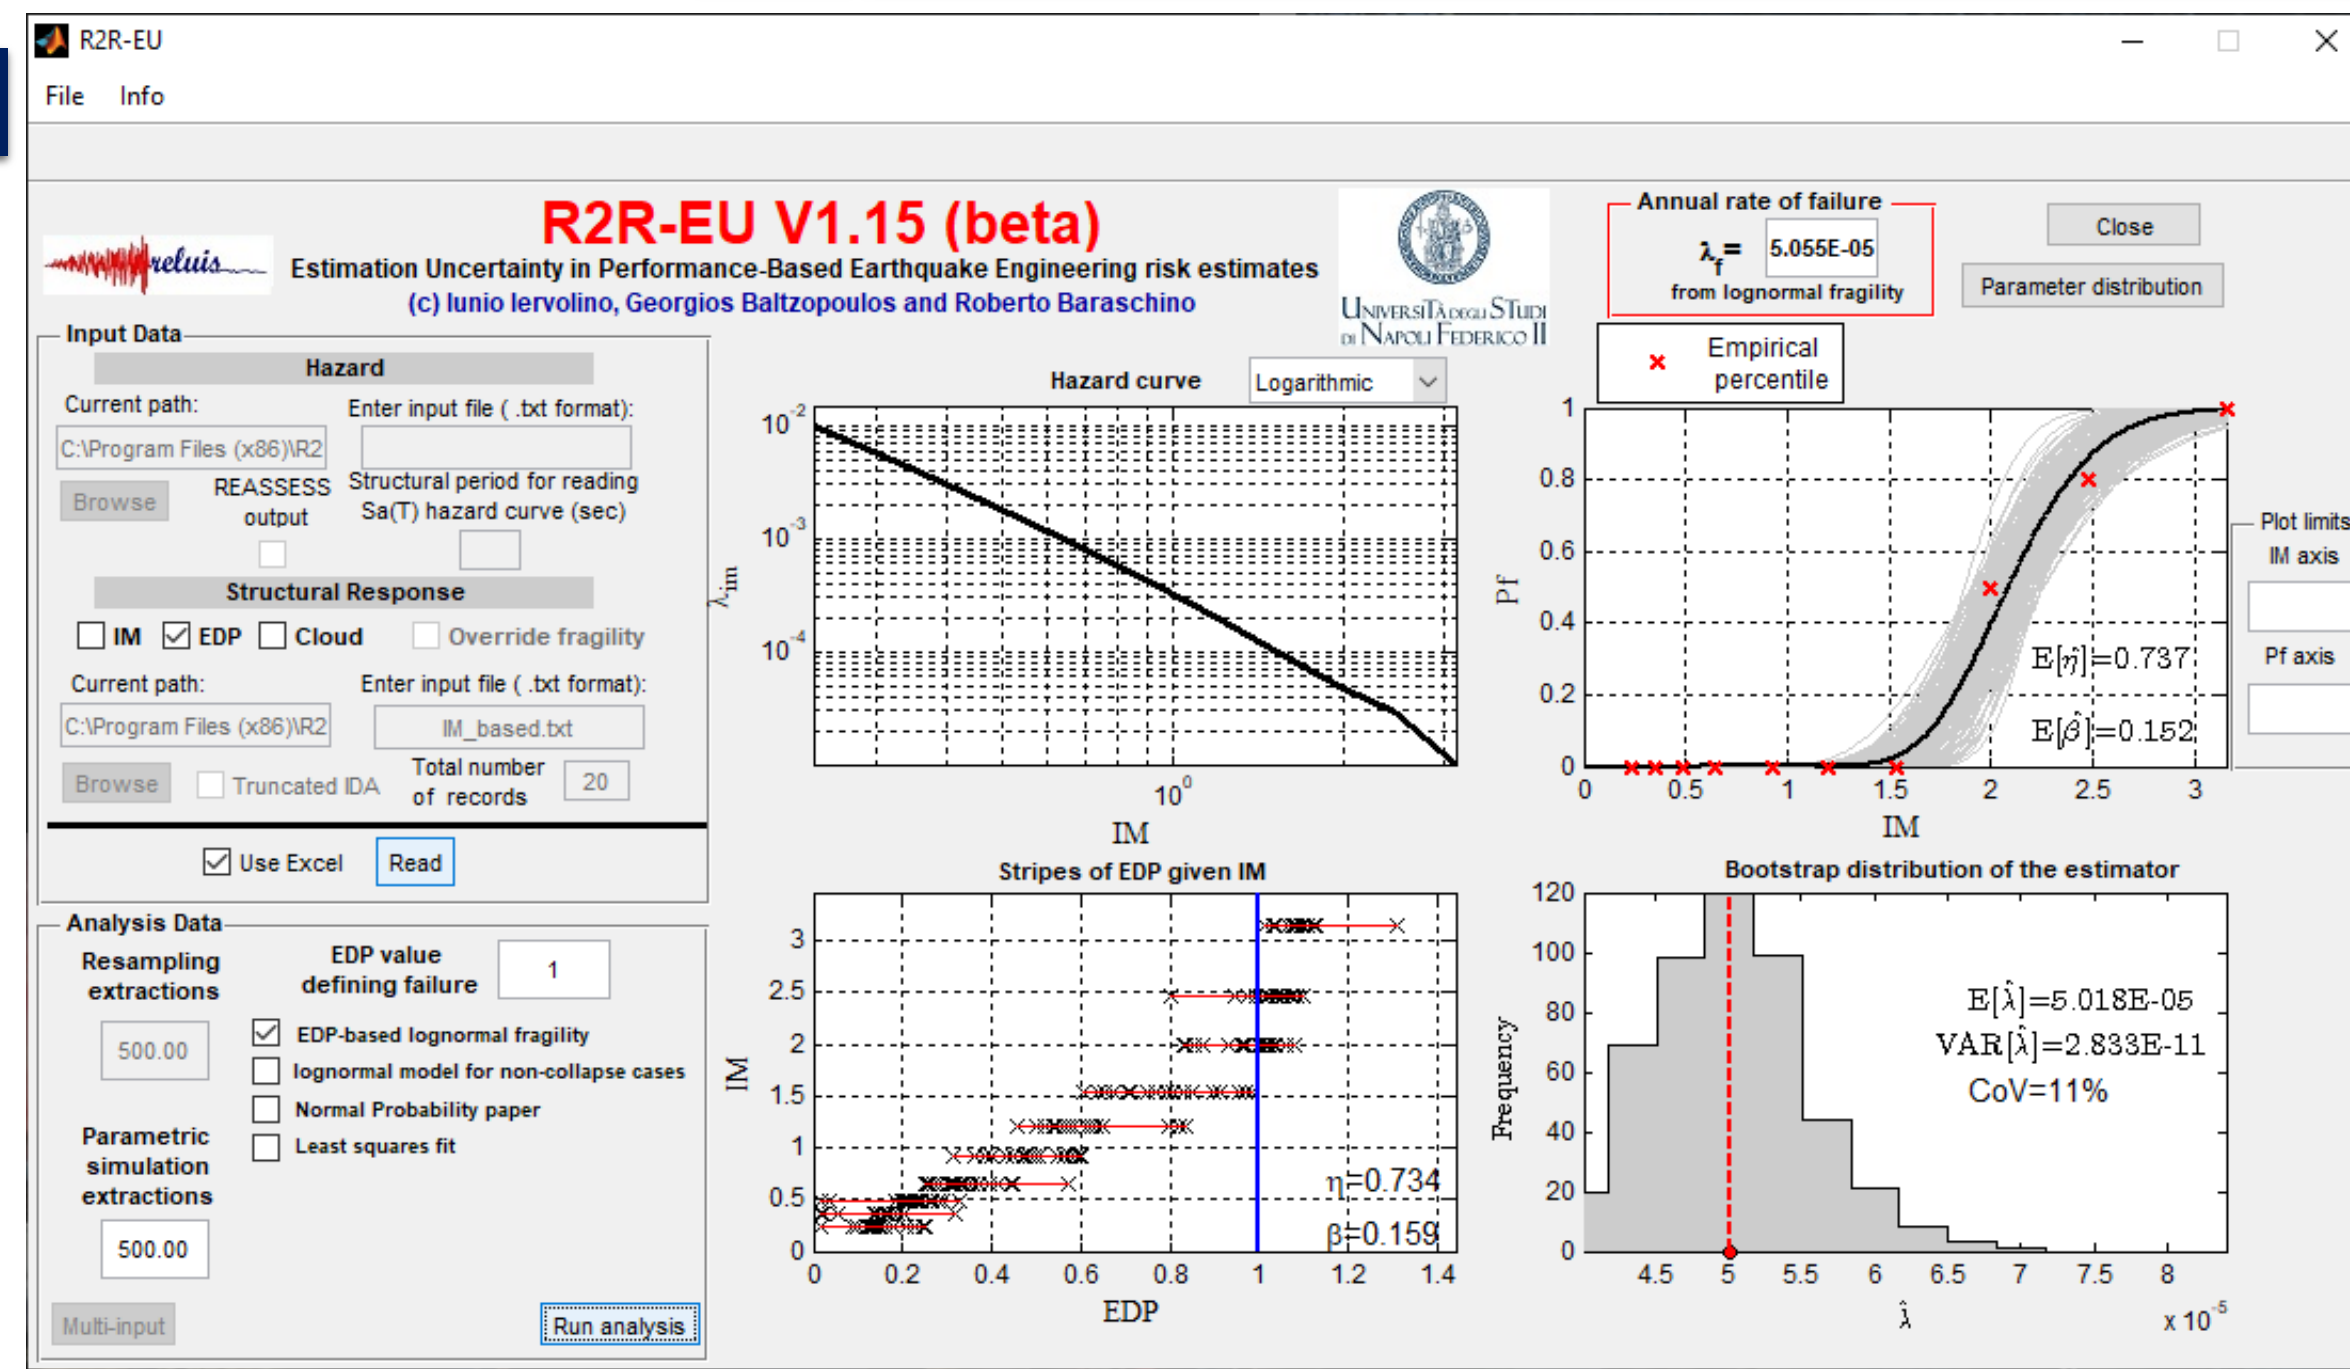 R2R-EU
File Info
reluis
R2R-EU V1.15 (beta)
Estimation Uncertainty in Performance-Based Earthquake Engineering risk estimates
(c) Iunio Iervolino, Georgios Baltzopoulos and Roberto Baraschino
UNIVERSITÀ DEGLI STUDI
DI NAPOLI FEDERICO II
Annual rate of failure
λf= 5.055E-05
from lognormal fragility
Close
Parameter distribution
Input Data
Hazard
Current path:
Enter input file ( .txt format):
C:\Program Files (x86)\R2
Browse
REASSESS
output
Structural period for reading
Sa(T) hazard curve (sec)
Structural Response
IM EDP Cloud Override fragility
Current path:
Enter input file ( .txt format):
C:\Program Files (x86)\R2
IM_based.txt
Browse
Truncated IDA
Total number
of records
20
Use Excel
Read
Analysis Data
Resampling
extractions
500.00
EDP value
defining failure
1
EDP-based lognormal fragility
lognormal model for non-collapse cases
Normal Probability paper
Least squares fit
Parametric
simulation
extractions
500.00
Multi-input
Run analysis
Hazard curve
Logarithmic
10-2
10-3
10-4
λim
100
IM
Empirical
percentile
1
0.8
0.6
0.4
0.2
0
Pf
E[η̂]=0.737
E[β̂]=0.152
0 0.5 1 1.5 2 2.5 3
IM
Plot limits
IM axis
Pf axis
Stripes of EDP given IM
3
2.5
2
1.5
1
0.5
0
IM
η=0.734
β=0.159
0 0.2 0.4 0.6 0.8 1 1.2 1.4
EDP
Bootstrap distribution of the estimator
120
100
80
60
40
20
0
Frequency
E[λ̂]=5.018E-05
VAR[λ̂]=2.833E-11
CoV=11%
4.5 5 5.5 6 6.5 7 7.5 8
λ̂
x 10-5